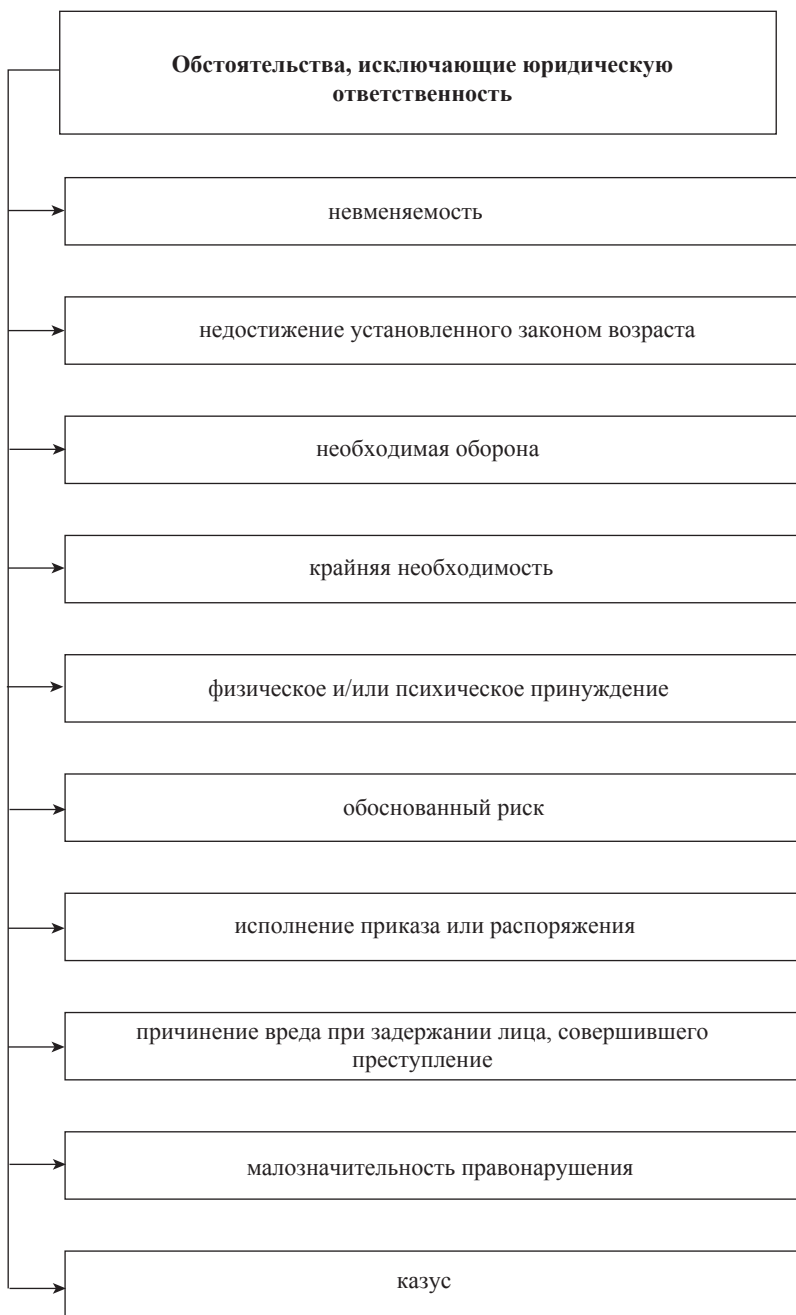 Обстоятельства, исключающие юридическую
ответственность
невменяемость
недостижение установленного законом возраста
необходимая оборона
крайняя необходимость
физическое и/или психическое принуждение
обоснованный риск
исполнение приказа или распоряжения
причинение вреда при задержании лица, совершившего
преступление
малозначительность правонарушения
казус